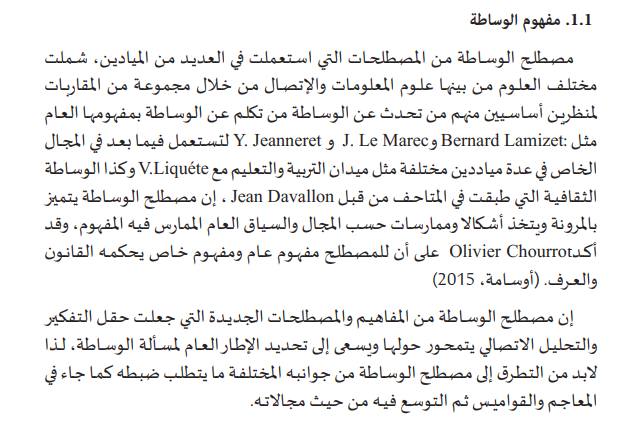 1.1. مفهوم الوساطة
مصطلح الوساطة من المصطلحات التي استعملت في العديد من الميادين، شملت
مختلف العلوم من بينها علوم المعلومات والإتصال من خلال مجموعة من المقاربات
لمنظرين أساسيين منهم من تحدث عن الوساطة من تكلم عن الوساطة بمفهومها العام
مثل :Bernard Lamizet وJ. Le Marec و Y. Jeanneret لتستعمل فيما بعد في المجال
الخاص في عدة مياددين مختلفة مثل ميدان التربية والتعليم مع V.Liquéte وكذا الوساطة
الثقافية التي طبقت في المتاحف من قبل Jean Davallon ، إن مصطلح الوساطة يتميز
بالمرونة ويتخذ أشكالا وممارسات حسب المجال والسياق العام الممارس فيه المفهوم، وقد
أكدOlivier Chourrot على أن للمصطلح مفهوم عام ومفهوم خاص يحكمه القانون
والعرف. (أوسامة، 2015)
إن مصطلح الوساطة من المفاهيم والمصطلحات الجديدة التي جعلت حقل التفكير
والتحليل الاتصالي يتمحور حولها ويسعى إلى تحديد الإطار العام لمسألة الوساطة، لذا
لابد من التطرق إلى مصطلح الوساطة من جوانبه المختلفة ما يتطلب ضبطه كما جاء في
المعاجم والقواميس ثم التوسع فيه من حيث مجالاته.